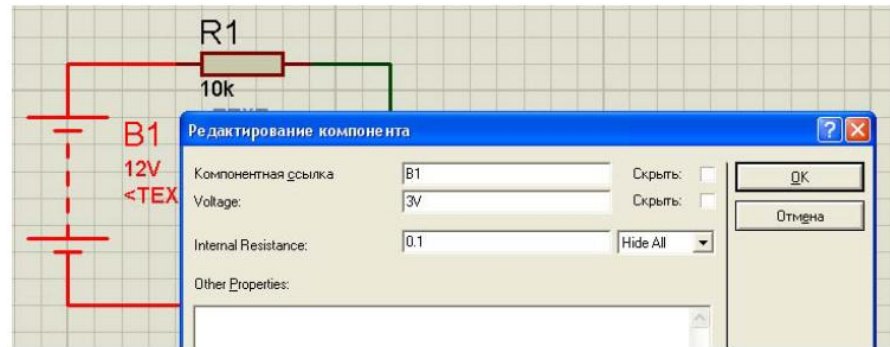 R1
10k
B1
12V
<TEX
Редактирование компонента
Компонентная ссылка B1 Скрыть: OK
Voltage: 3V Скрыть: Отмена
Internal Resistance: 0.1 Hide All
Other Properties: